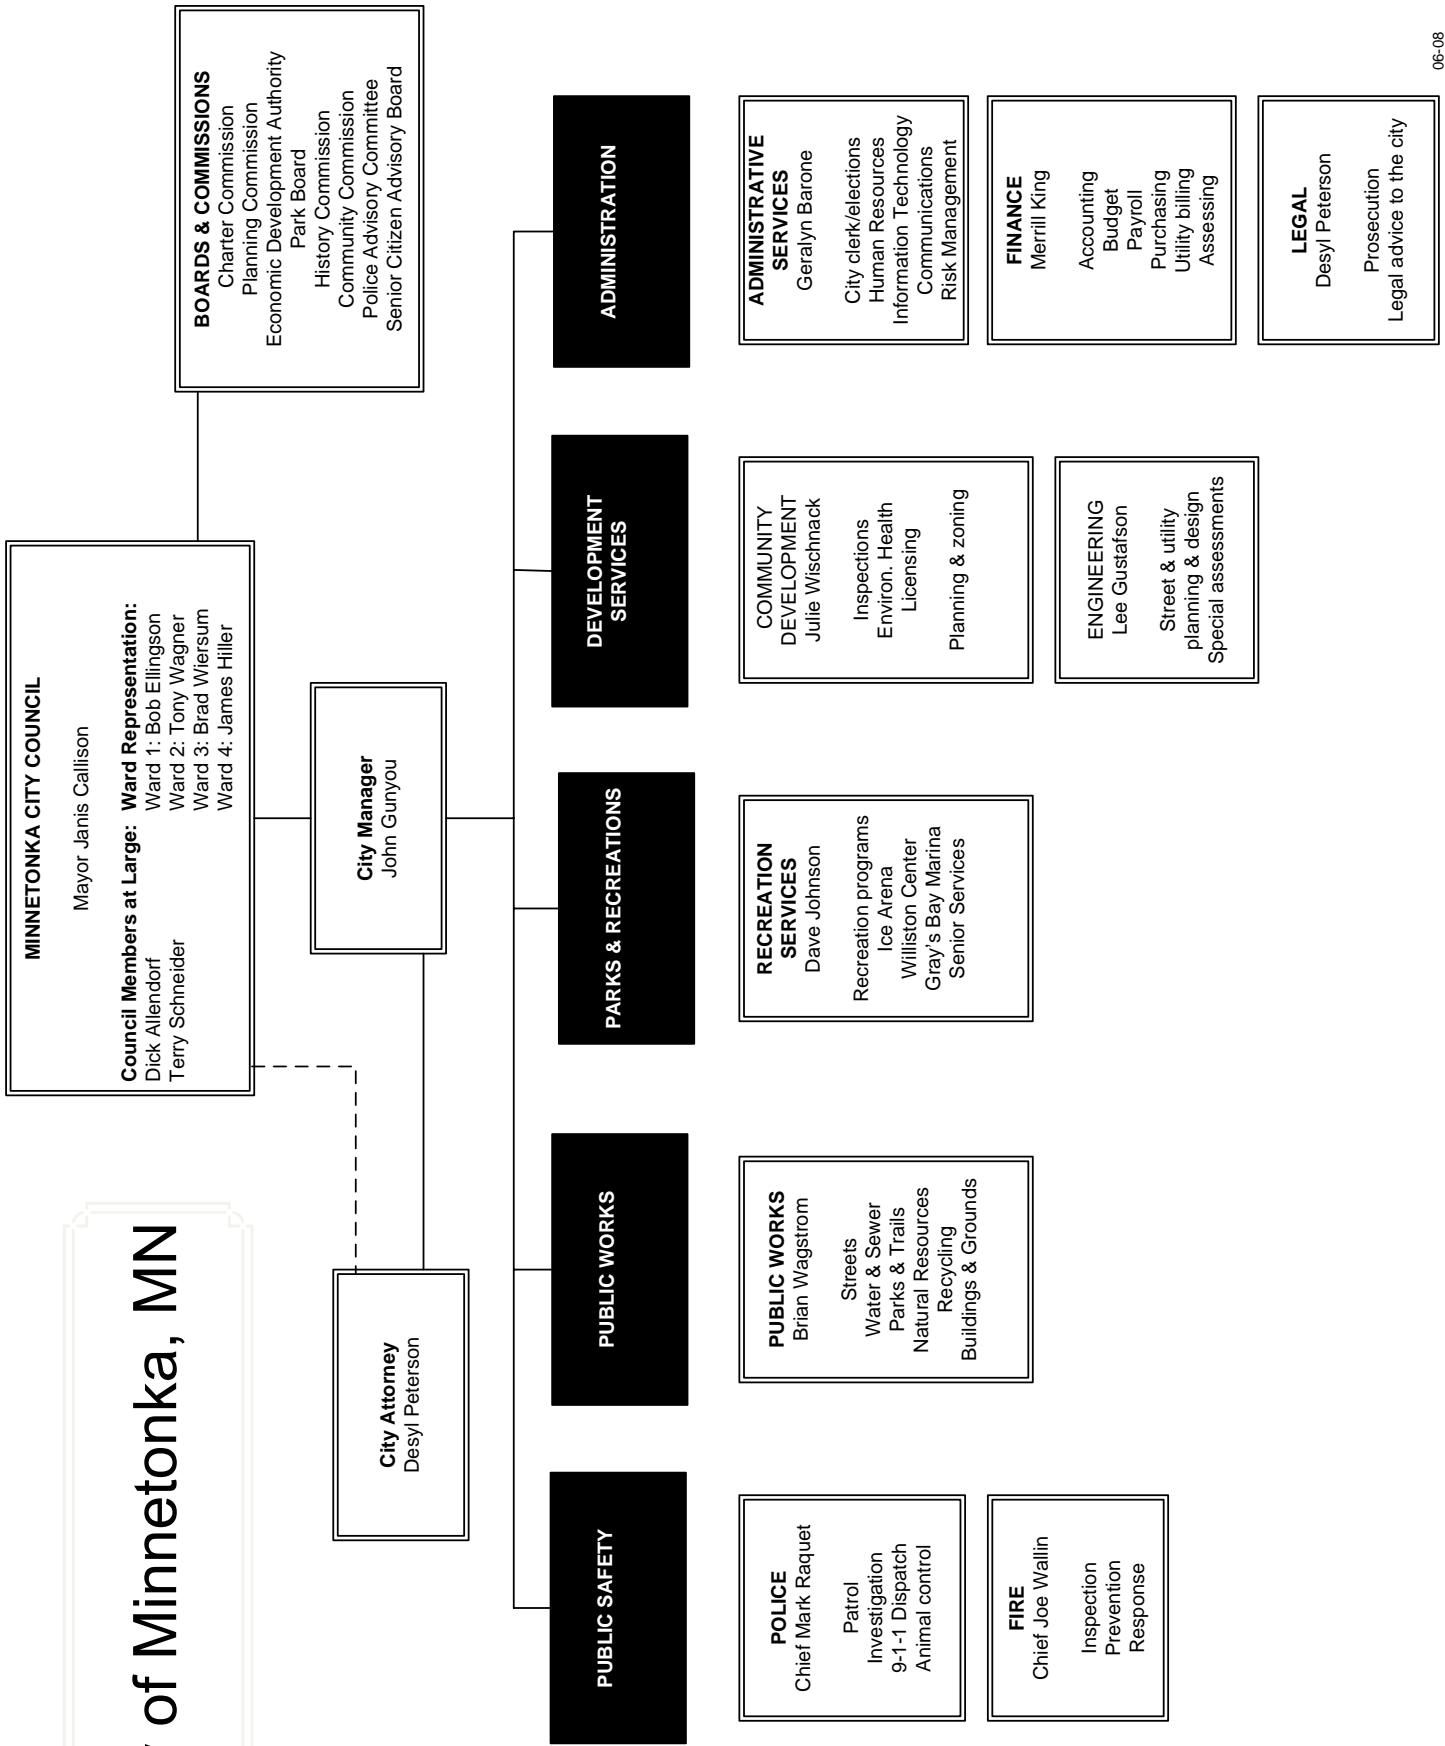 of Minnetonka, MN
MINNETONKA CITY COUNCIL
Mayor Janis Callison
Council Members at Large: Ward Representation:
Dick Allendorf Ward 1: Bob Ellingson
Terry Schneider Ward 2: Tony Wagner
Ward 3: Brad Wiersum
Ward 4: James Hiller
BOARDS & COMMISSIONS
Charter Commission
Planning Commission
Economic Development Authority
Park Board
History Commission
Community Commission
Police Advisory Committee
Senior Citizen Advisory Board
City Manager
John Gunyou
City Attorney
Desyl Peterson
PUBLIC SAFETY
PUBLIC WORKS
PARKS & RECREATIONS
DEVELOPMENT
SERVICES
ADMINISTRATION
POLICE
Chief Mark Raquet
Patrol
Investigation
9-1-1 Dispatch
Animal control
FIRE
Chief Joe Wallin
Inspection
Prevention
Response
PUBLIC WORKS
Brian Wagstrom
Streets
Water & Sewer
Parks & Trails
Natural Resources
Recycling
Buildings & Grounds
RECREATION
SERVICES
Dave Johnson
Recreation programs
Ice Arena
Williston Center
Gray's Bay Marina
Senior Services
COMMUNITY
DEVELOPMENT
Julie Wischnack
Inspections
Environ. Health
Licensing
Planning & zoning
ENGINEERING
Lee Gustafson
Street & utility
planning & design
Special assessments
ADMINISTRATIVE
SERVICES
Geralyn Barone
City clerk/elections
Human Resources
Information Technology
Communications
Risk Management
FINANCE
Merrill King
Accounting
Budget
Payroll
Purchasing
Utility billing
Assessing
LEGAL
Desyl Peterson
Prosecution
Legal advice to the city
06-08